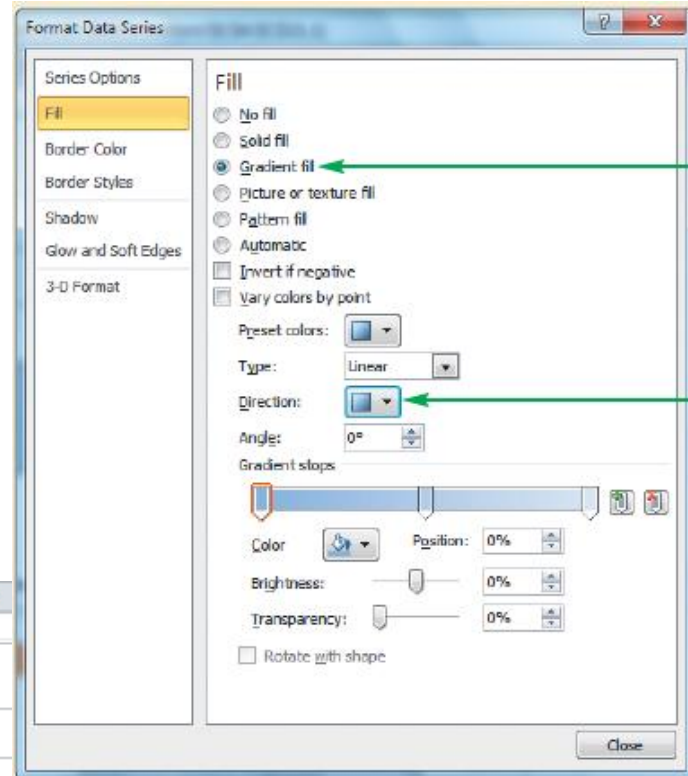 Format Data Series
Series Options
Fill
Border Color
Border Styles
Shadow
Glow and Soft Edges
3-D Format
Fill
No fill
Solid fill
Gradient fill
Picture or texture fill
Pattern fill
Automatic
Invert if negative
Vary colors by point
Preset colors:
Type: Linear
Direction:
Angle: 0°
Gradient stops
Color Position: 0%
Brightness: 0%
Transparency: 0%
Rotate with shape
Close